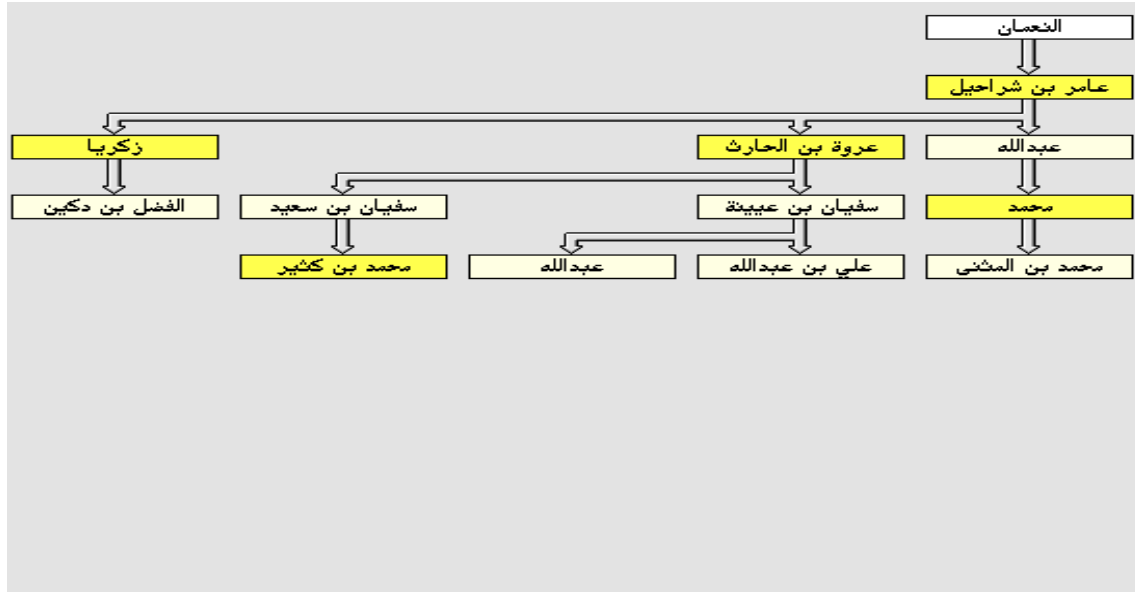 النعمان
عامر بن شراحيل
عبدالله
عروة بن الحارث
زكريا
محمد
سفيان بن عيينة
سفيان بن سعيد
الفضل بن دكين
محمد بن المثنى
علي بن عبدالله
عبدالله
محمد بن كثير